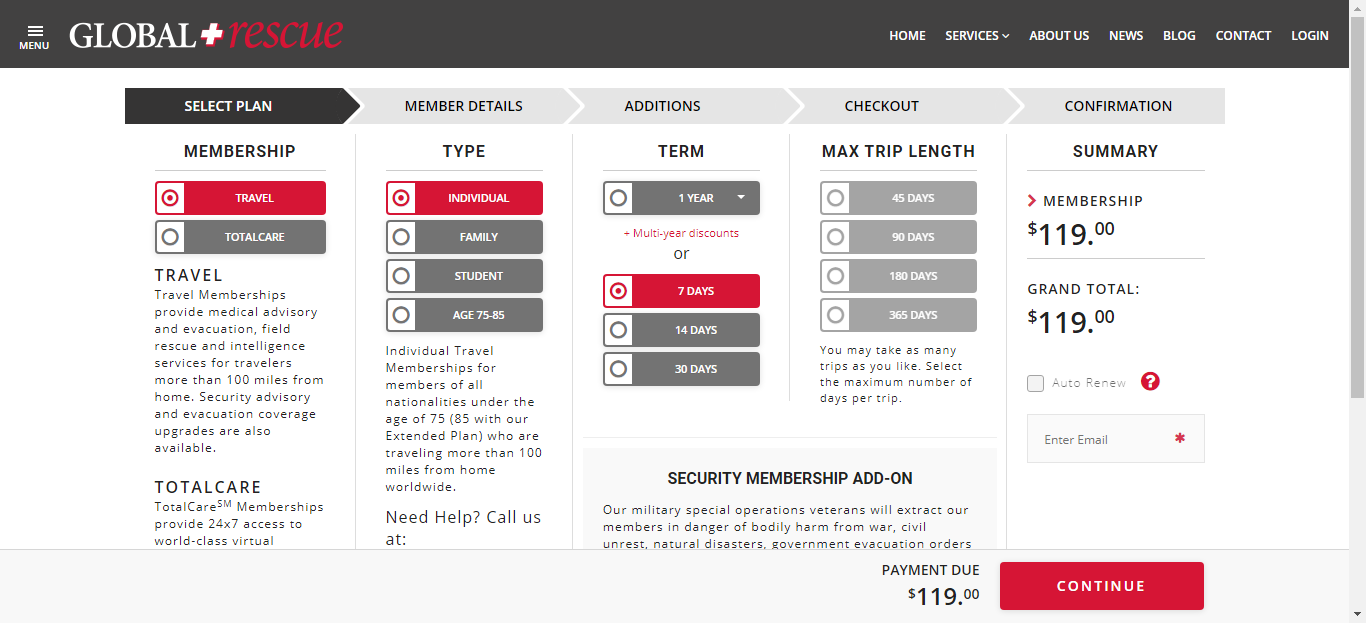 MENU
GLOBAL rescue
HOME
SERVICES
ABOUT US
NEWS
BLOG
CONTACT
LOGIN
SELECT PLAN
MEMBER DETAILS
ADDITIONS
CHECKOUT
CONFIRMATION
MEMBERSHIP
TRAVEL
TOTALCARE
TRAVEL
Travel Memberships
provide medical advisory
and evacuation, field
rescue and intelligence
services for travelers
more than 100 miles from
home. Security advisory
and evacuation coverage
upgrades are also
available.
TOTALCARE
TotalCareSM Memberships
provide 24x7 access to
world-class virtual
TYPE
INDIVIDUAL
FAMILY
STUDENT
AGE 75-85
Individual Travel
Memberships for
members of all
nationalities under the
age of 75 (85 with our
Extended Plan) who are
traveling more than 100
miles from home
worldwide.
Need Help? Call us
at:
TERM
1 YEAR
+ Multi-year discounts
or
7 DAYS
14 DAYS
30 DAYS
MAX TRIP LENGTH
45 DAYS
90 DAYS
180 DAYS
365 DAYS
You may take as many
trips as you like. Select
the maximum number of
days per trip.
SECURITY MEMBERSHIP ADD-ON
Our military special operations veterans will extract our
members in danger of bodily harm from war, civil
unrest, natural disasters, government evacuation orders
SUMMARY
MEMBERSHIP
$119.00
GRAND TOTAL:
$119.00
Auto Renew ?
Enter Email *
PAYMENT DUE
$119.00
CONTINUE